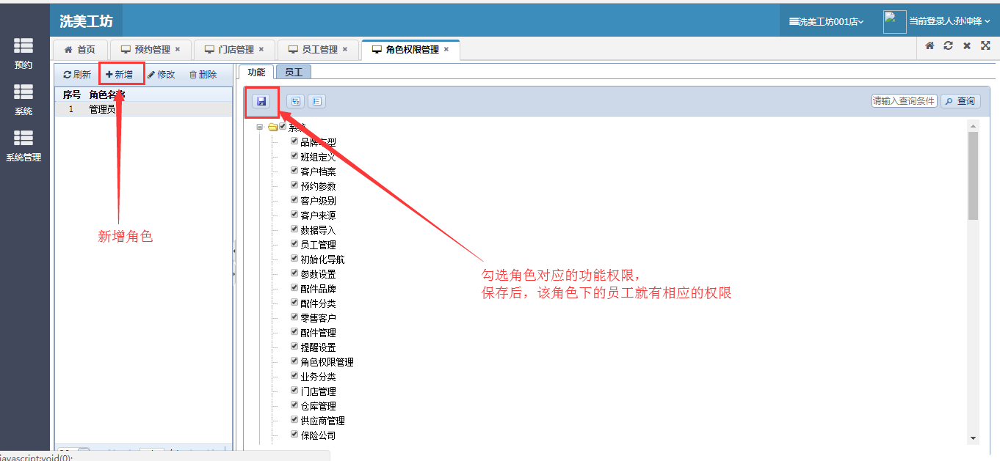 洗美工坊
洗美工坊001店
当前登录人:孙冲锋
预约
系统
系统管理
首页
预约管理
门店管理
员工管理
角色权限管理
刷新
新增
修改
删除
序号 角色名称
1 管理员
新增角色
功能
员工
请输入查询条件
查询
系统
品牌车型
班组定义
客户档案
预约参数
客户级别
客户来源
数据导入
员工管理
初始化导航
参数设置
配件品牌
配件分类
零售客户
配件管理
提醒设置
角色权限管理
业务分类
门店管理
仓库管理
供应商管理
保险公司
勾选角色对应的功能权限，
保存后，该角色下的员工就有相应的权限
javascript:void(0);